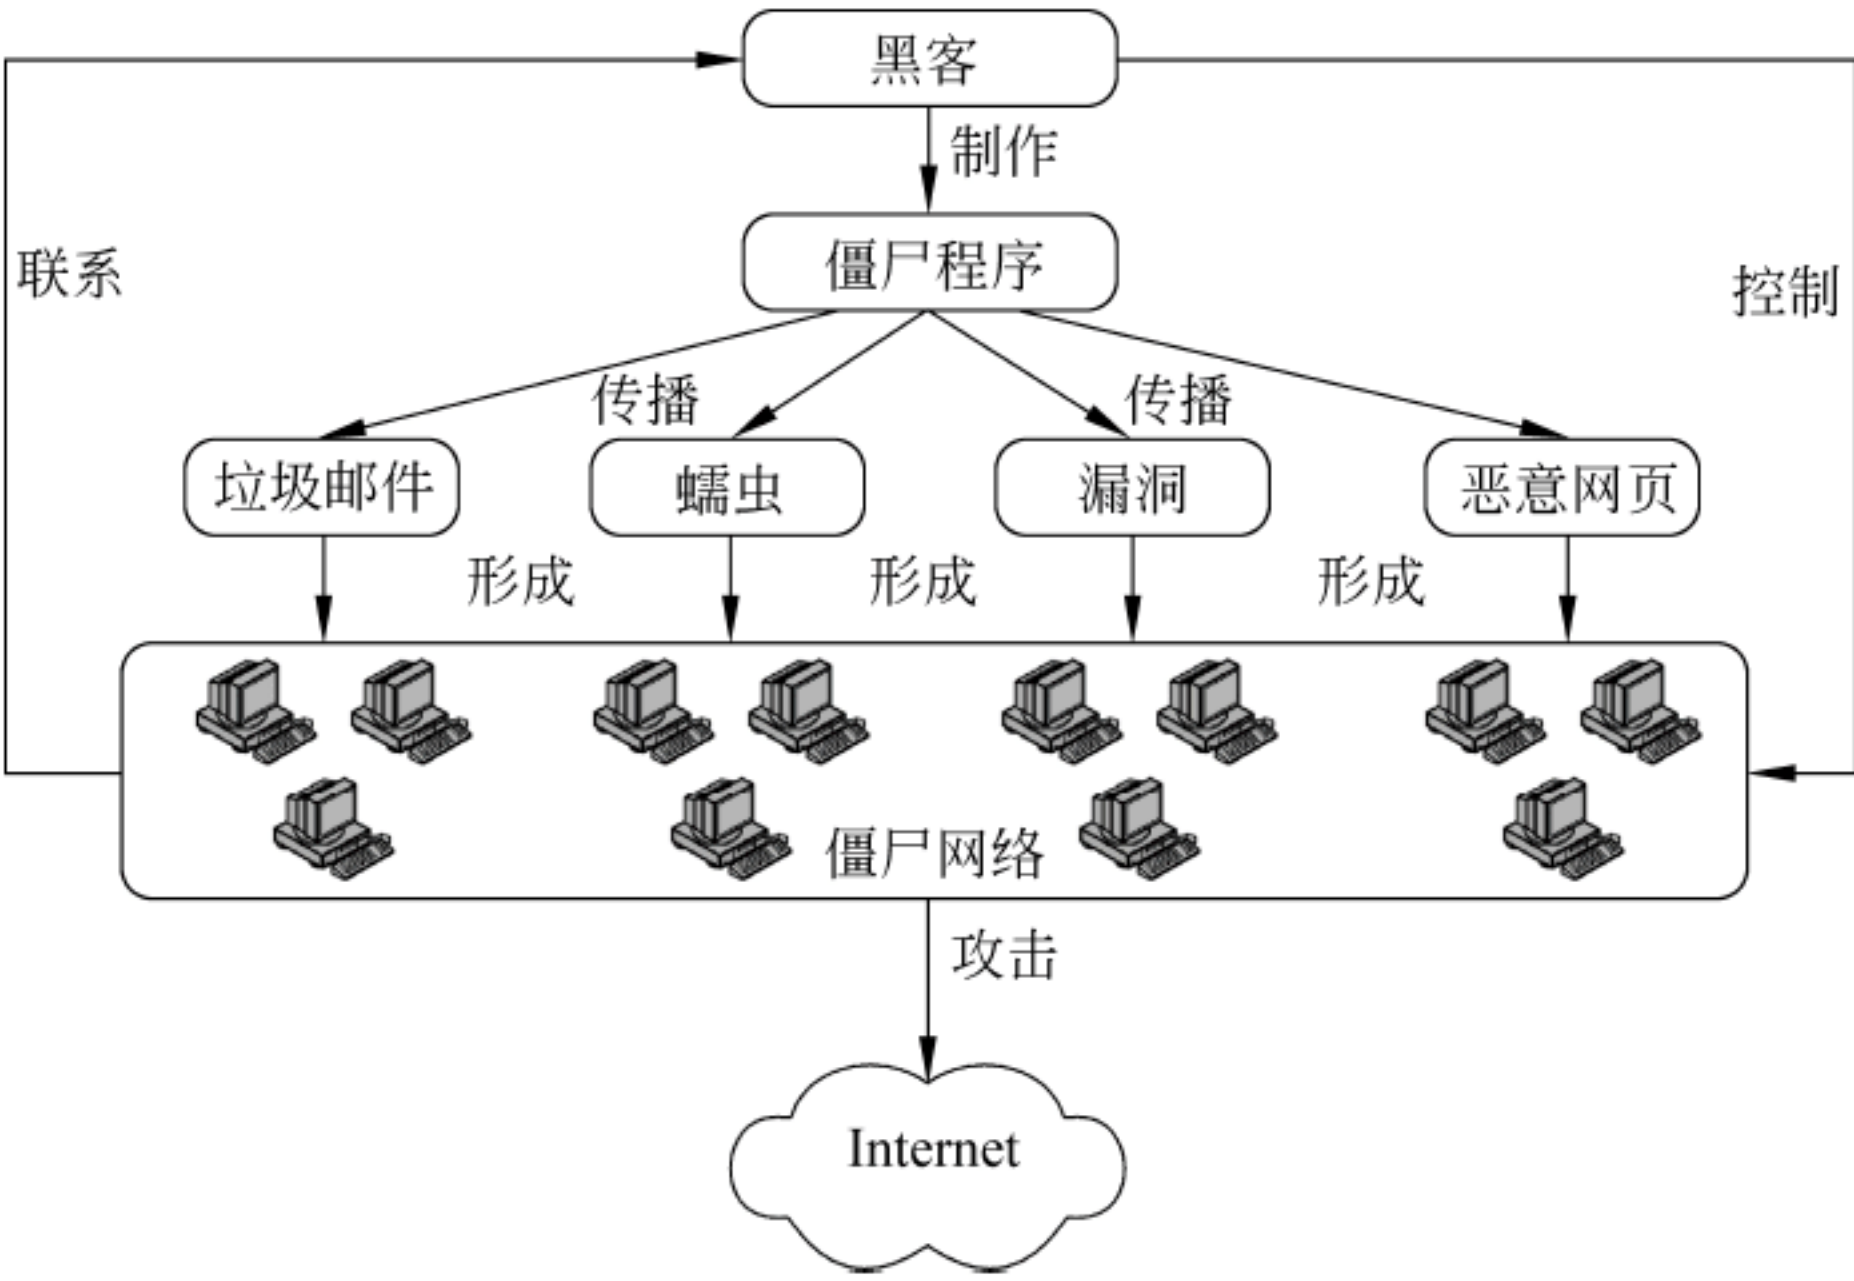 黑客
制作
僵尸程序
联系
控制
传播
传播
垃圾邮件
蠕虫
漏洞
恶意网页
形成
形成
形成
僵尸网络
攻击
Internet